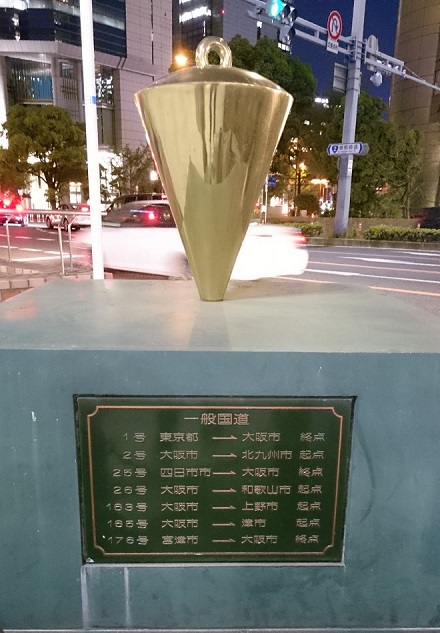 一般国道
1号 東京都 ― 大阪市 終点
2号 大阪市 ― 北九州市 起点
25号 四日市市 ― 大阪市 終点
26号 大阪市 ― 和歌山市 起点
163号 大阪市 ― 上野市 起点
165号 大阪市 ― 津市 起点
176号 宮津市 ― 大阪市 終点